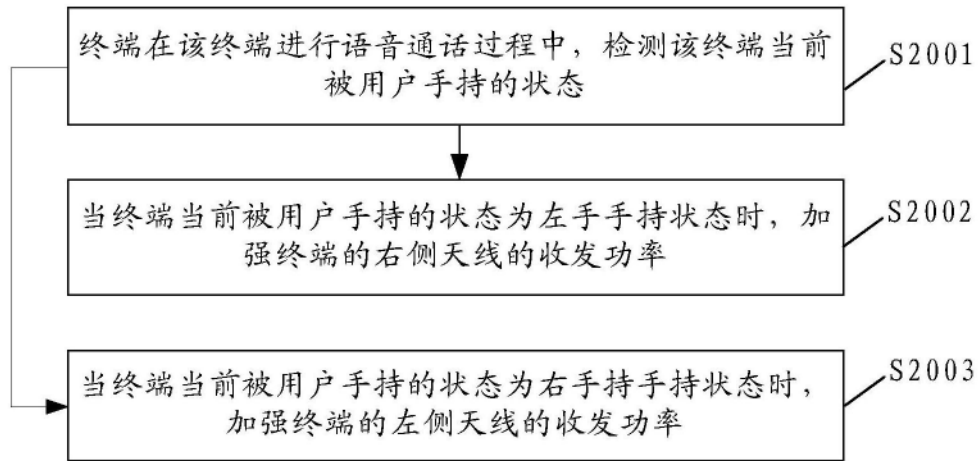 终端在该终端进行语音通话过程中，检测该终端当前
被用户手持的状态
S2001
当终端当前被用户手持的状态为左手手持状态时，加
强终端的右侧天线的收发功率
S2002
当终端当前被用户手持的状态为右手持手持状态时，
加强终端的左侧天线的收发功率
S2003